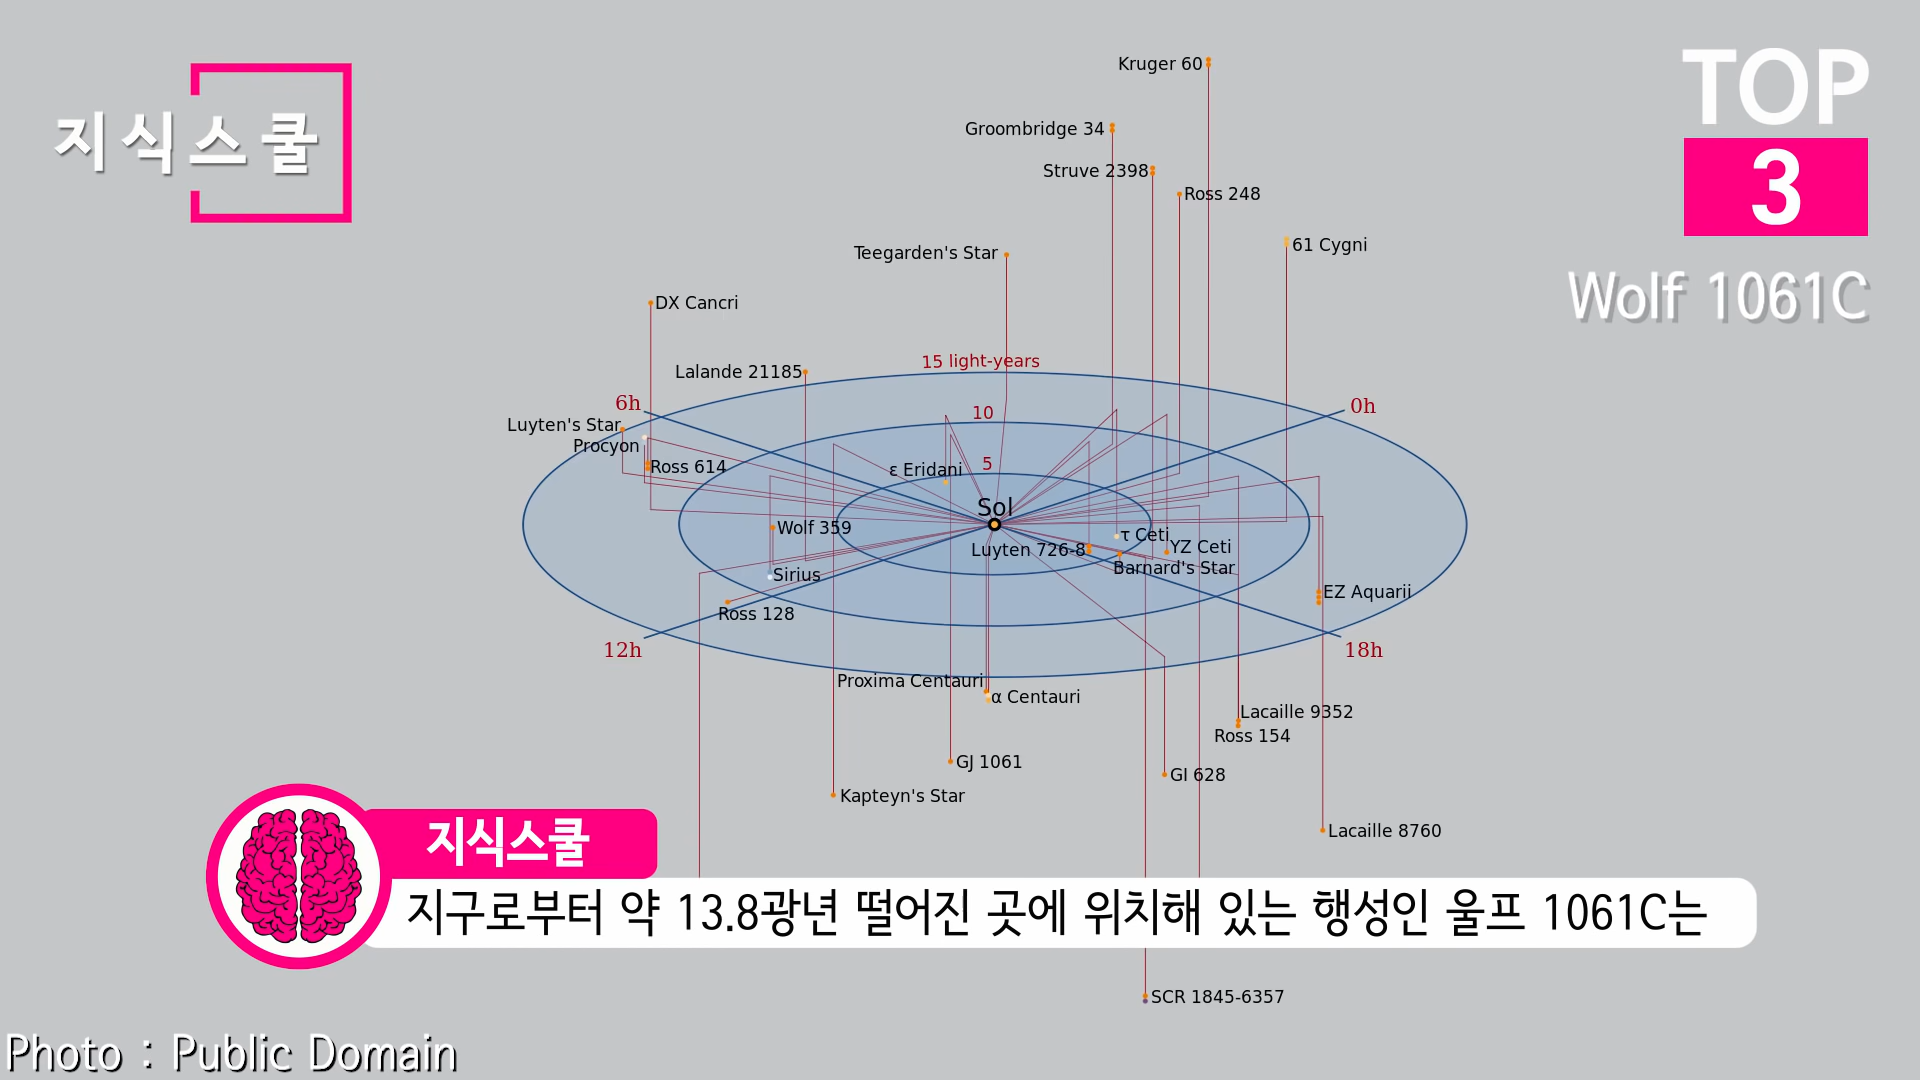 지식스쿨
TOP
3
Wolf 1061C
Kruger 60
Groombridge 34
Struve 2398
Ross 248
61 Cygni
Teegarden's Star
DX Cancri
15 light-years
Lalande 21185
6h
0h
10
Luyten's Star
Procyon
Ross 614
ε Eridani
5
Sol
Wolf 359
τ Ceti
YZ Ceti
Luyten 726-8
Barnard's Star
Sirius
EZ Aquarii
Ross 128
12h
18h
Proxima Centauri
α Centauri
Lacaille 9352
Ross 154
GJ 1061
Gl 628
Kapteyn's Star
Lacaille 8760
지식스쿨
지구로부터 약 13.8광년 떨어진 곳에 위치해 있는 행성인 울프 1061C는
SCR 1845-6357
Photo : Public Domain